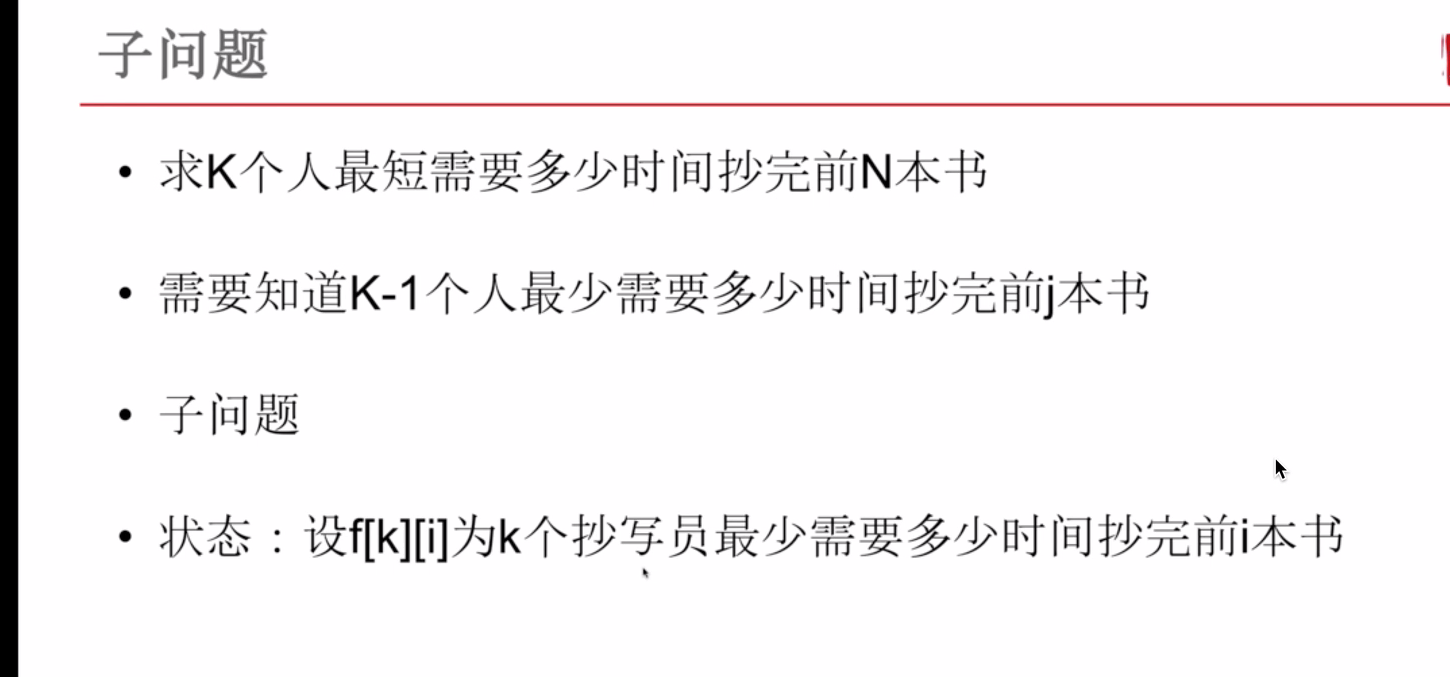 子问题
• 求K个人最短需要多少时间抄完前N本书
• 需要知道K-1个人最少需要多少时间抄完前j本书
• 子问题
• 状态：设f[k][i]为k个抄写员最少需要多少时间抄完前i本书